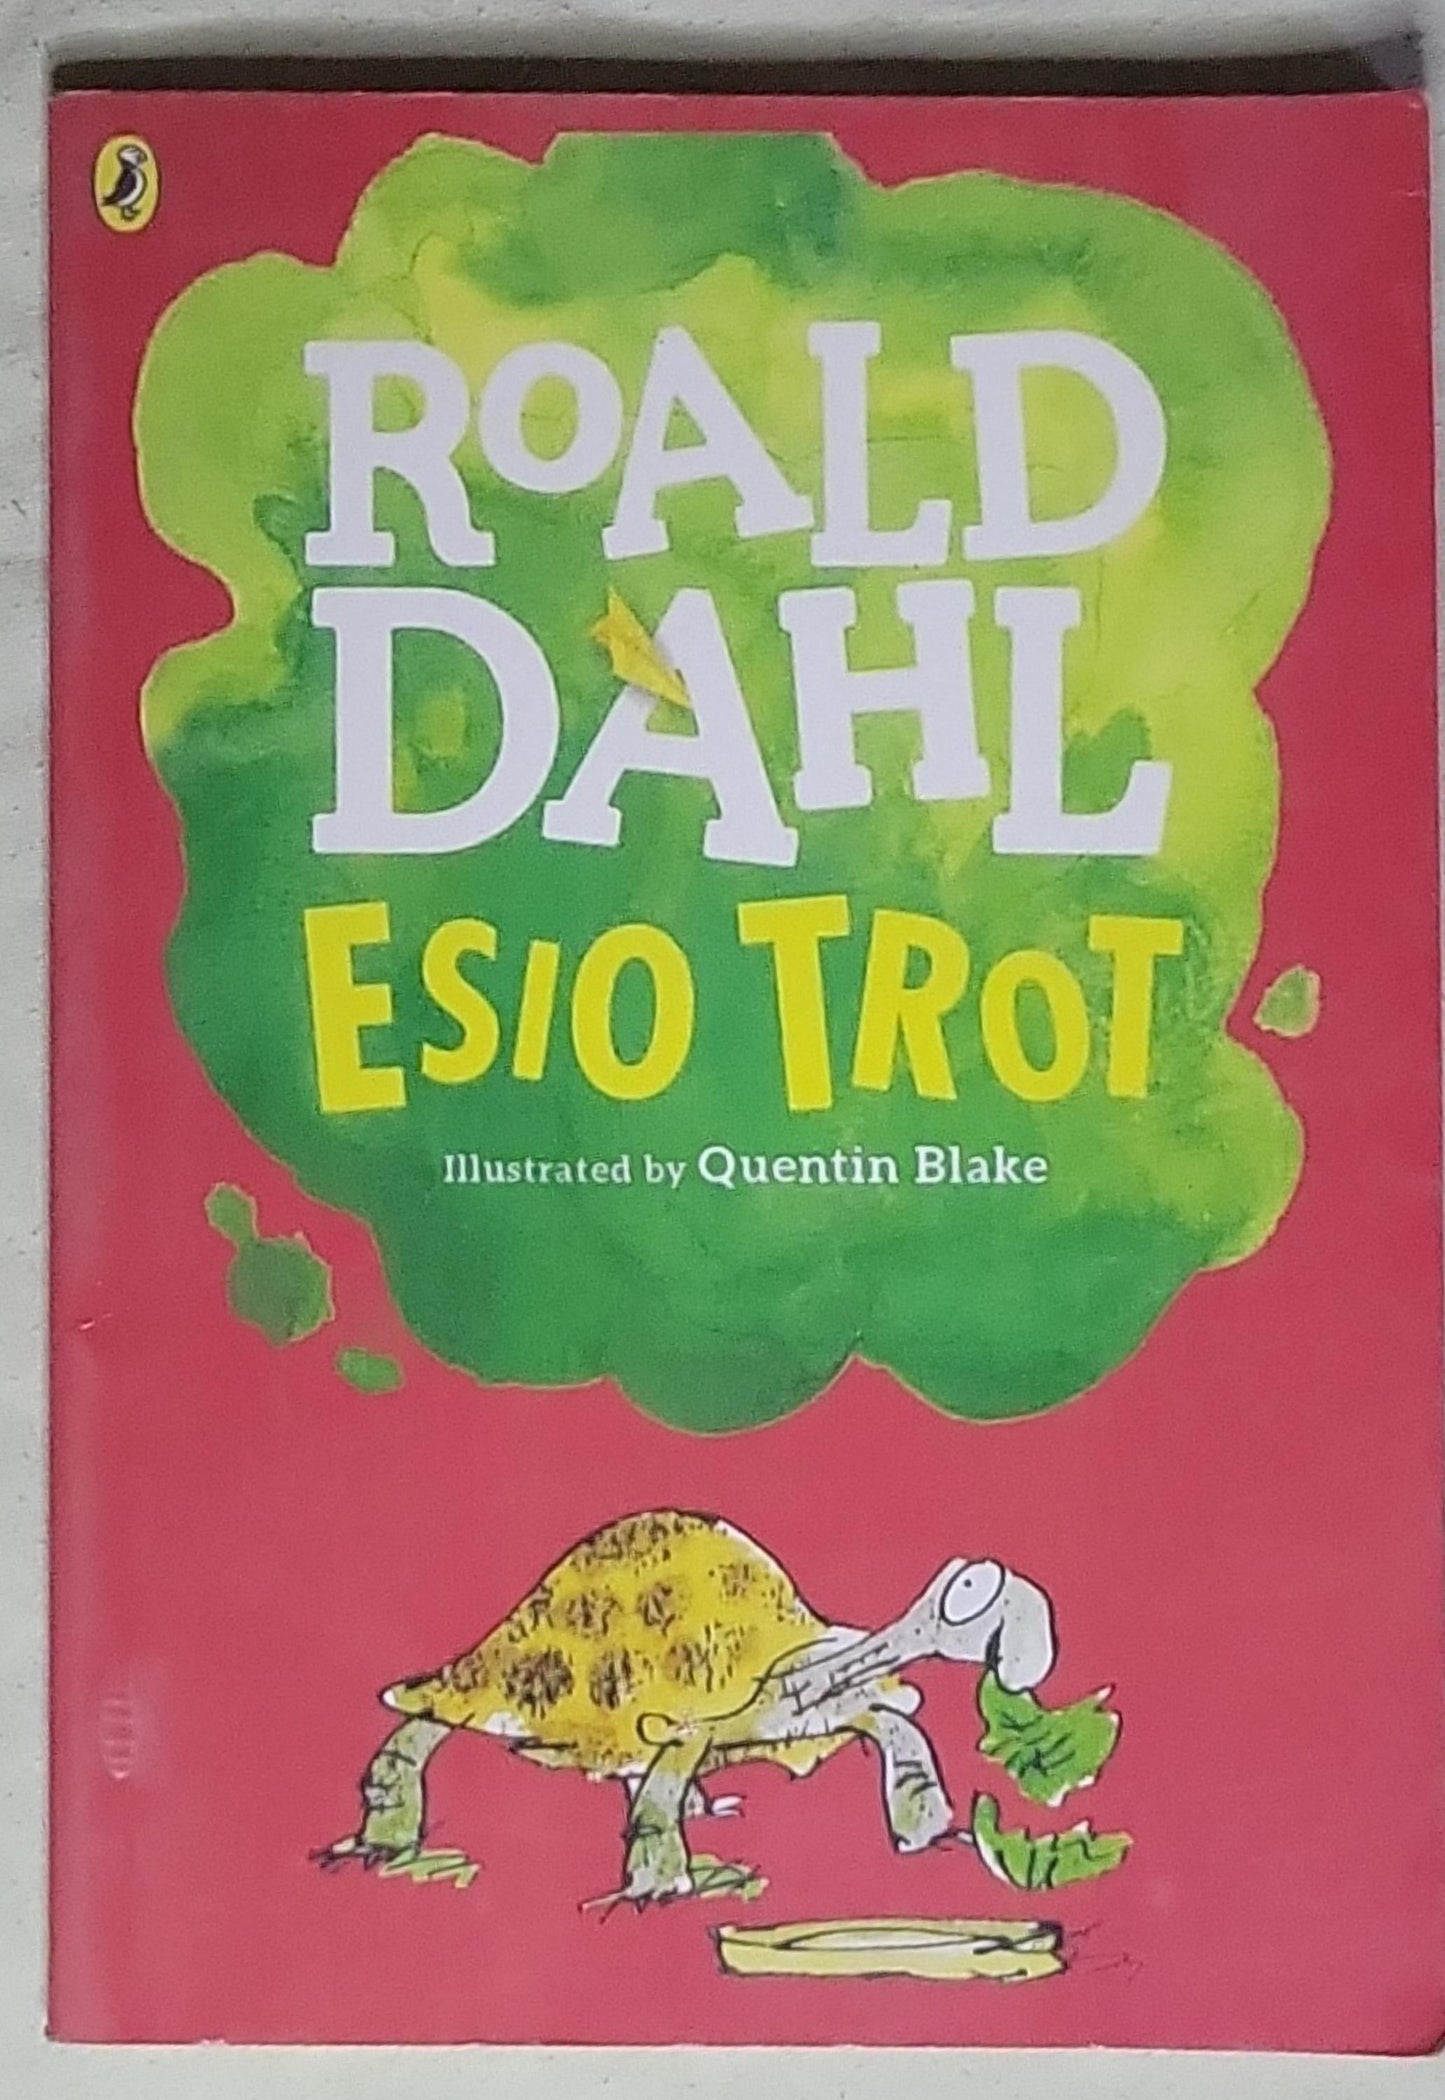 ROALD
DAHL
ESIO TROT
Illustrated by Quentin Blake